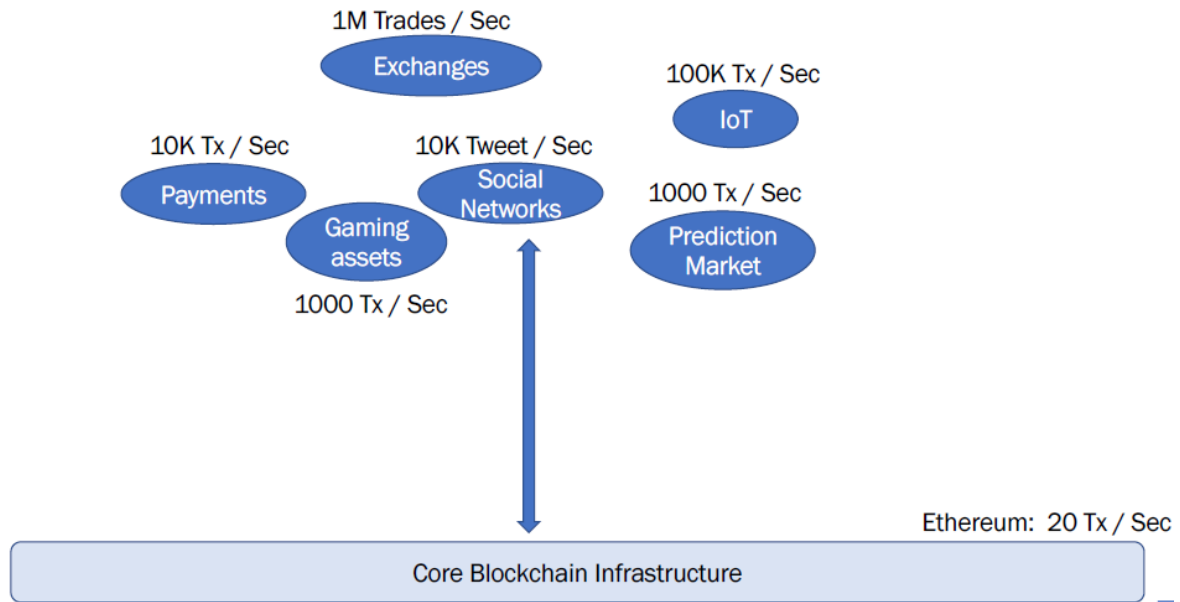 1M Trades / Sec
Exchanges
100K Tx / Sec
IoT
10K Tx / Sec
Payments
10K Tweet / Sec
Social
Networks
1000 Tx / Sec
Prediction
Market
Gaming
assets
1000 Tx / Sec
Ethereum: 20 Tx / Sec
Core Blockchain Infrastructure